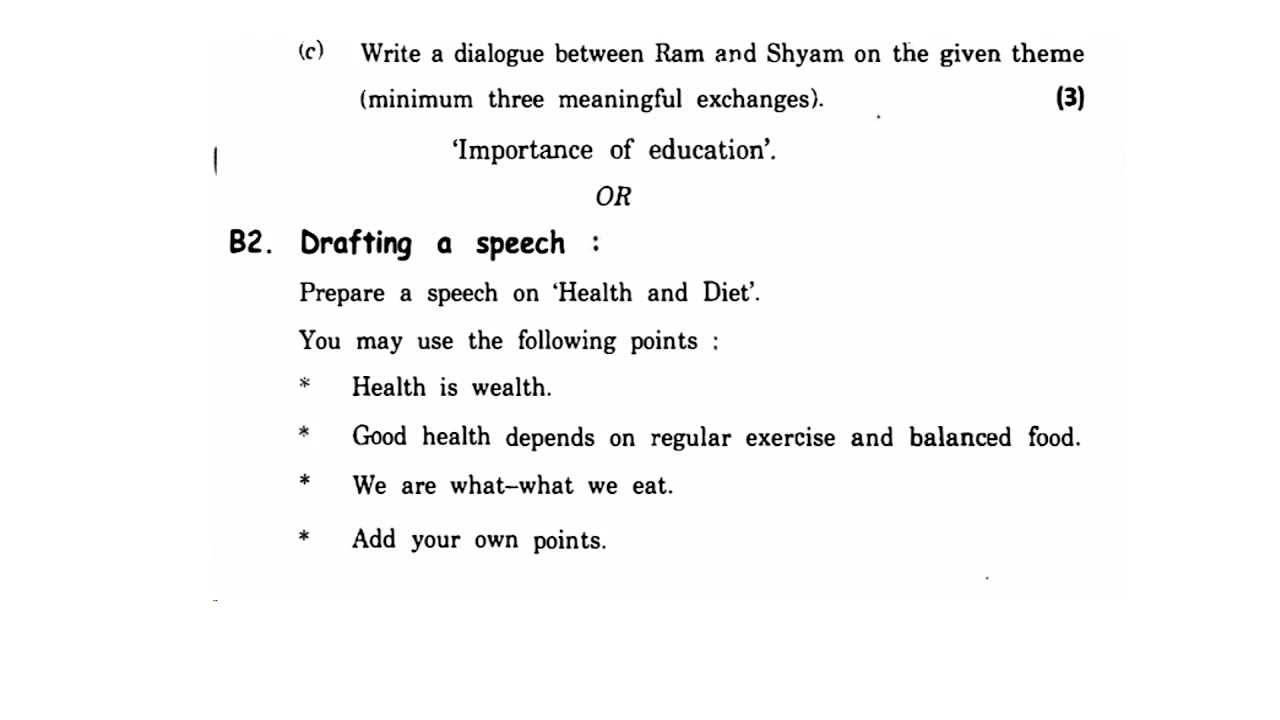 (c) Write a dialogue between Ram and Shyam on the given theme
(minimum three meaningful exchanges). (3)
‘Importance of education’.
OR
B2. Drafting a speech :
Prepare a speech on ‘Health and Diet’.
You may use the following points :
* Health is wealth.
* Good health depends on regular exercise and balanced food.
* We are what–what we eat.
* Add your own points.